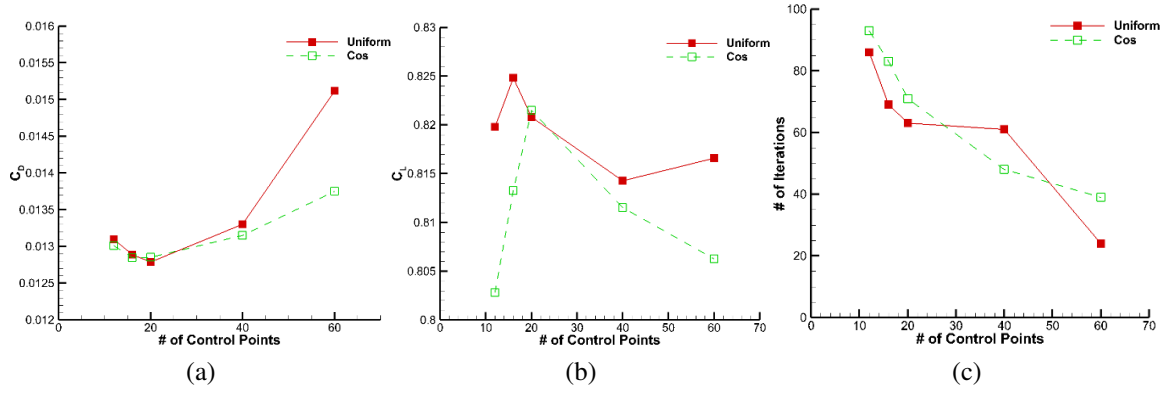 0.016
0.0155
0.015
0.0145
0.014
0.0135
0.013
0.0125
0.012
C_D
0
20
40
60
# of Control Points
Uniform
Cos
(a)
0.83
0.825
0.82
0.815
0.81
0.805
0.8
C_L
0
10
20
30
40
50
60
70
# of Control Points
Uniform
Cos
(b)
100
80
60
40
20
0
# of Iterations
0
10
20
30
40
50
60
70
# of Control Points
Uniform
Cos
(c)